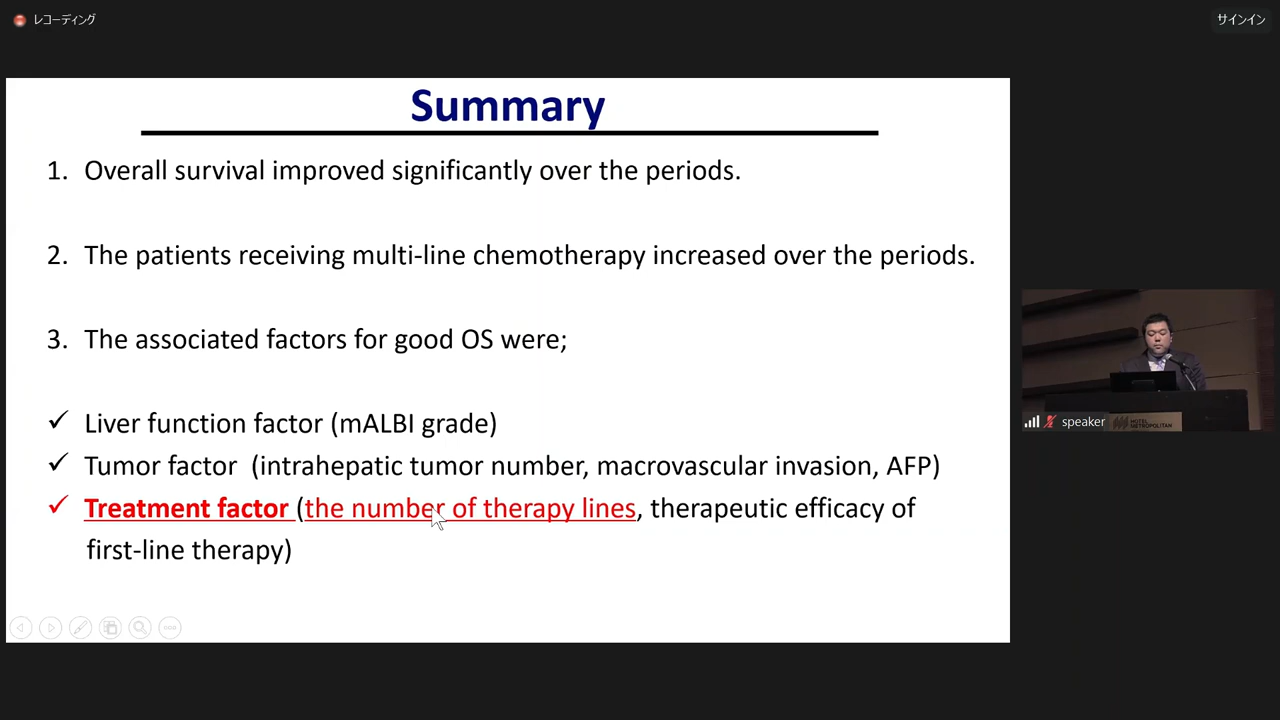 レコーディング
サインイン
Summary
1. Overall survival improved significantly over the periods.
2. The patients receiving multi-line chemotherapy increased over the periods.
3. The associated factors for good OS were;
✓ Liver function factor (mALBI grade)
✓ Tumor factor (intrahepatic tumor number, macrovascular invasion, AFP)
✓ Treatment factor (the number of therapy lines, therapeutic efficacy of
first-line therapy)
speaker
HOTEL
METROPOLITAN